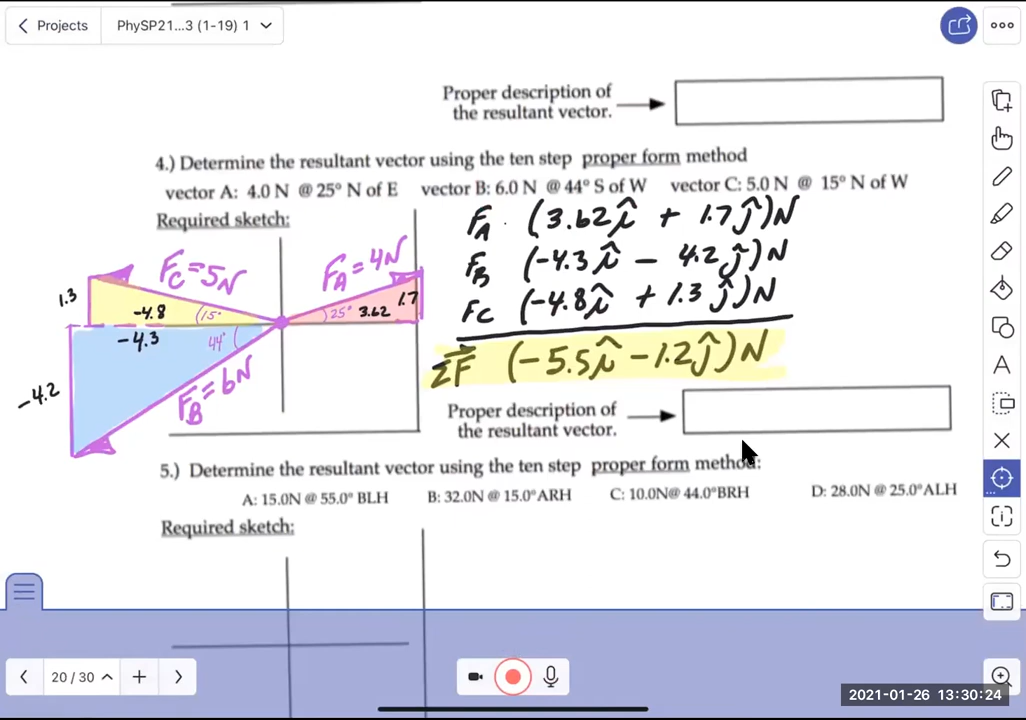 Projects PhySP21...3 (1-19) 1
Proper description of
the resultant vector.
4.) Determine the resultant vector using the ten step proper form method
vector A: 4.0 N @ 25° N of E vector B: 6.0 N @ 44° S of W vector C: 5.0 N @ 15° N of W
Required sketch:
F_A (3.62î + 1.7ĵ)N
F_B (-4.3î - 4.2ĵ)N
F_C (-4.8î + 1.3ĵ)N
ΣF (-5.5î - 1.2ĵ)N
F_C=5N
F_A=4N
1.3
-4.8
15°
25°
3.62
1.7
-4.3
44°
-4.2
F_B=6N
Proper description of
the resultant vector.
5.) Determine the resultant vector using the ten step proper form method:
A: 15.0N @ 55.0° BLH B: 32.0N @ 15.0°ARH C: 10.0N@ 44.0°BRH D: 28.0N @ 25.0°ALH
Required sketch:
20 / 30
2021-01-26 13:30:24